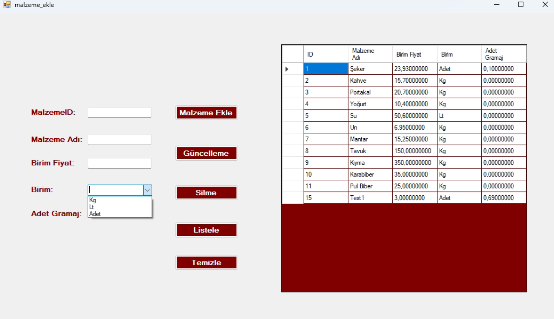 malzeme_ekle
MalzemeID:
Malzeme Adı:
Birim Fiyat:
Birim:
Kg
Lt
Adet
Adet Gramaj:
Malzeme Ekle
Güncelleme
Silme
Listele
Temizle
ID Malzeme Adı Birim Fiyat Birim Adet Gramaj
1 Şeker 23,93000000 Adet 0,10000000
2 Kahve 15,70000000 Kg 0,00000000
3 Portakal 20,70000000 Kg 0,00000000
4 Yoğurt 10,40000000 Kg 0,00000000
5 Su 50,60000000 Lt 0,00000000
6 Un 6,95000000 Kg 0,00000000
7 Mantar 15,25000000 Kg 0,00000000
8 Tavuk 150,00000000 Kg 0,00000000
9 Kıyma 350,00000000 Kg 0,00000000
10 Karabiber 35,00000000 Kg 0,00000000
11 Pul Biber 25,00000000 Kg 0,00000000
15 Test1 3,00000000 Adet 0,69000000